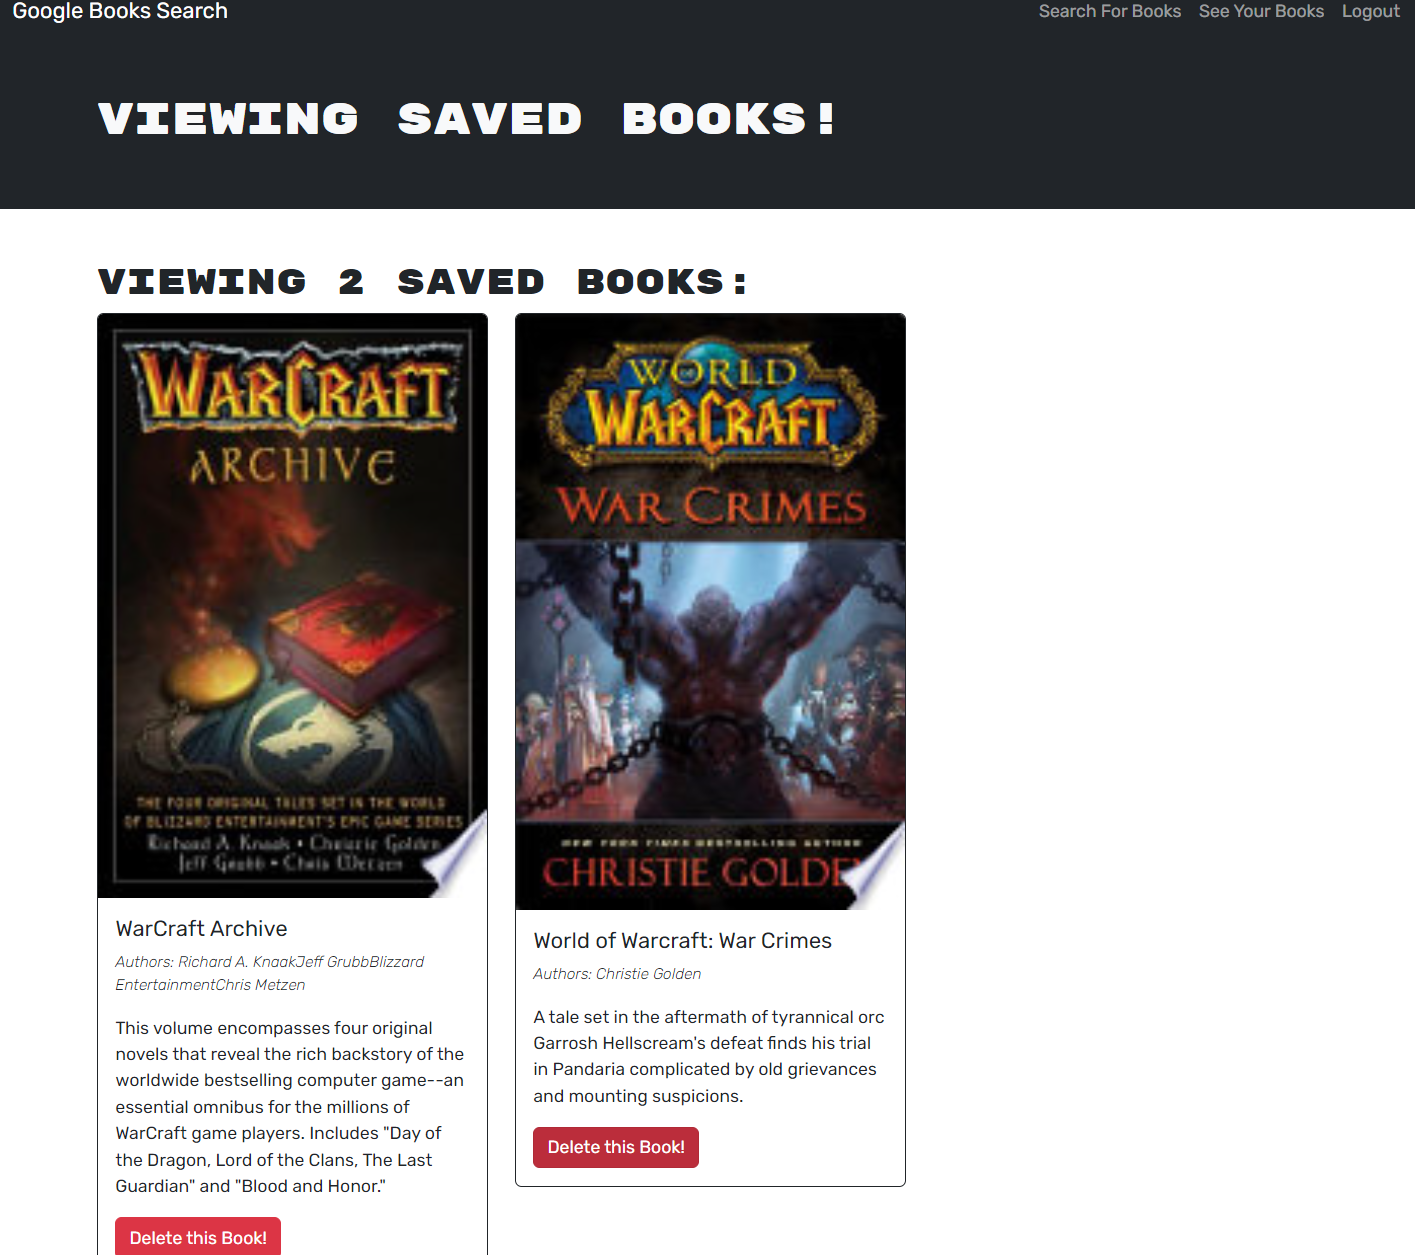 Google Books Search
Search For Books
See Your Books
Logout
VIEWING SAVED BOOKS!
VIEWING 2 SAVED BOOKS:
WARCRAFT
ARCHIVE
THE FOUR ORIGINAL TALES SET IN THE WORLD
OF BLIZZARD ENTERTAINMENT'S EPIC GAME SERIES
Richard A. Knaak • Christie Golden
Jeff Grubb • Chris Metzen
WarCraft Archive
Authors: Richard A. KnaakJeff GrubbBlizzard
EntertainmentChris Metzen
This volume encompasses four original
novels that reveal the rich backstory of the
worldwide bestselling computer game--an
essential omnibus for the millions of
WarCraft game players. Includes "Day of
the Dragon, Lord of the Clans, The Last
Guardian" and "Blood and Honor."
Delete this Book!
WORLD
OF
WARCRAFT
WAR CRIMES
NEW YORK TIMES BESTSELLING AUTHOR
CHRISTIE GOLDE
World of Warcraft: War Crimes
Authors: Christie Golden
A tale set in the aftermath of tyrannical orc
Garrosh Hellscream's defeat finds his trial
in Pandaria complicated by old grievances
and mounting suspicions.
Delete this Book!